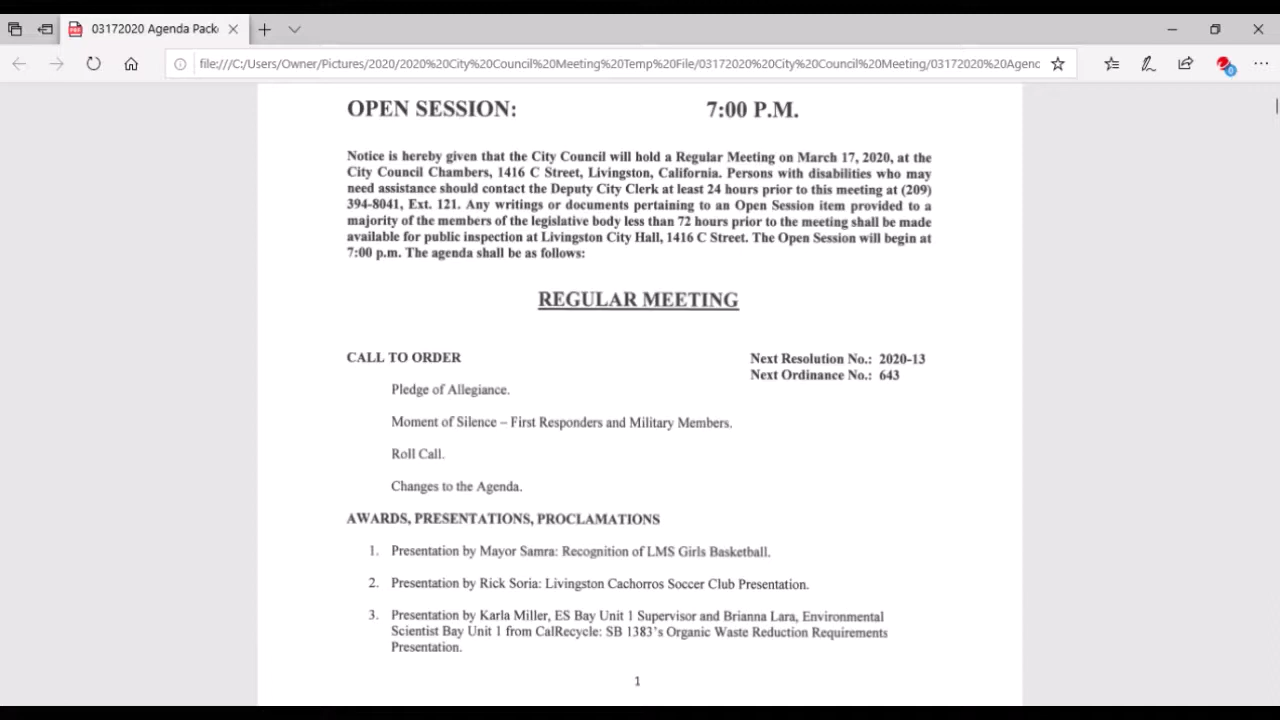 03172020 Agenda Pack
file:///C:/Users/Owner/Pictures/2020/2020%20City%20Council%20Meeting%20Temp%20File/03172020%20City%20Council%20Meeting/03172020%20Agend
OPEN SESSION: 7:00 P.M.
Notice is hereby given that the City Council will hold a Regular Meeting on March 17, 2020, at the
City Council Chambers, 1416 C Street, Livingston, California. Persons with disabilities who may
need assistance should contact the Deputy City Clerk at least 24 hours prior to this meeting at (209)
394-8041, Ext. 121. Any writings or documents pertaining to an Open Session item provided to a
majority of the members of the legislative body less than 72 hours prior to the meeting shall be made
available for public inspection at Livingston City Hall, 1416 C Street. The Open Session will begin at
7:00 p.m. The agenda shall be as follows:
REGULAR MEETING
CALL TO ORDER
Next Resolution No.: 2020-13
Next Ordinance No.: 643
Pledge of Allegiance.
Moment of Silence – First Responders and Military Members.
Roll Call.
Changes to the Agenda.
AWARDS, PRESENTATIONS, PROCLAMATIONS
1. Presentation by Mayor Samra: Recognition of LMS Girls Basketball.
2. Presentation by Rick Soria: Livingston Cachorros Soccer Club Presentation.
3. Presentation by Karla Miller, ES Bay Unit 1 Supervisor and Brianna Lara, Environmental
Scientist Bay Unit 1 from CalRecycle: SB 1383's Organic Waste Reduction Requirements
Presentation.
1